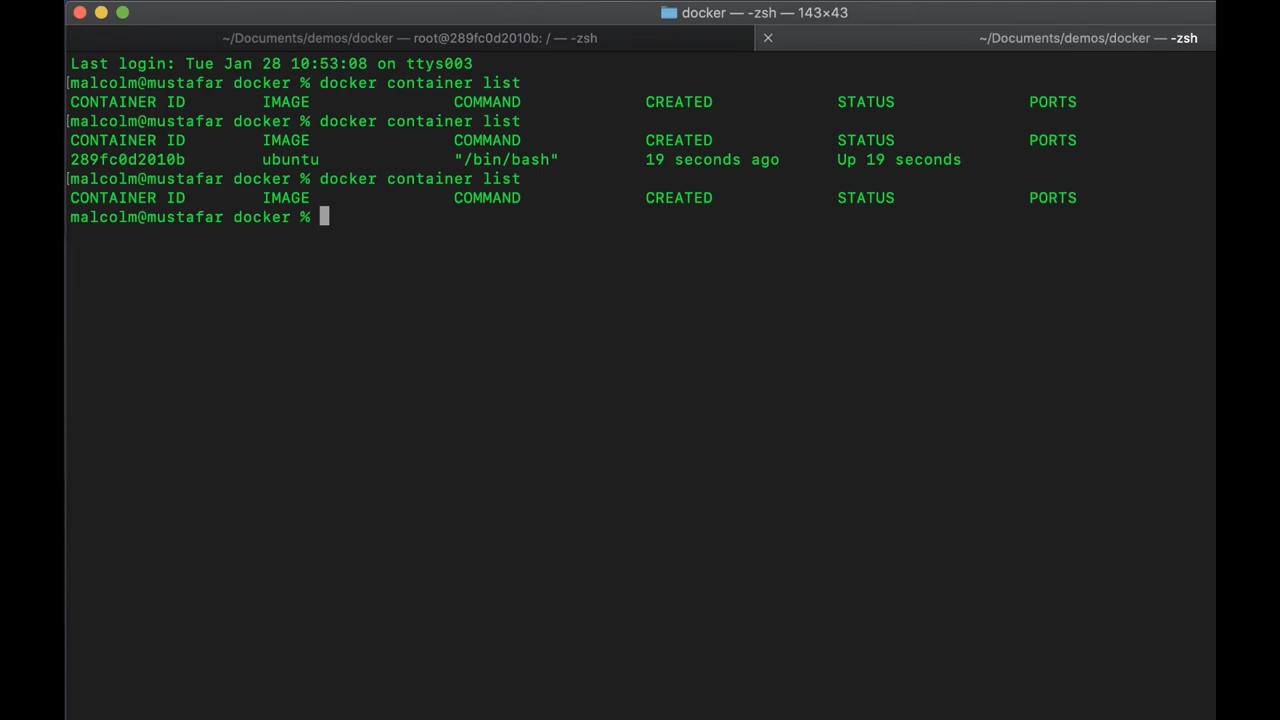 docker — -zsh — 143×43
~/Documents/demos/docker — root@289fc0d2010b: / — -zsh
~/Documents/demos/docker — -zsh
Last login: Tue Jan 28 10:53:08 on ttys003
[malcolm@mustafar docker % docker container list
CONTAINER ID IMAGE COMMAND CREATED STATUS PORTS
[malcolm@mustafar docker % docker container list
CONTAINER ID IMAGE COMMAND CREATED STATUS PORTS
289fc0d2010b ubuntu "/bin/bash" 19 seconds ago Up 19 seconds
[malcolm@mustafar docker % docker container list
CONTAINER ID IMAGE COMMAND CREATED STATUS PORTS
malcolm@mustafar docker %